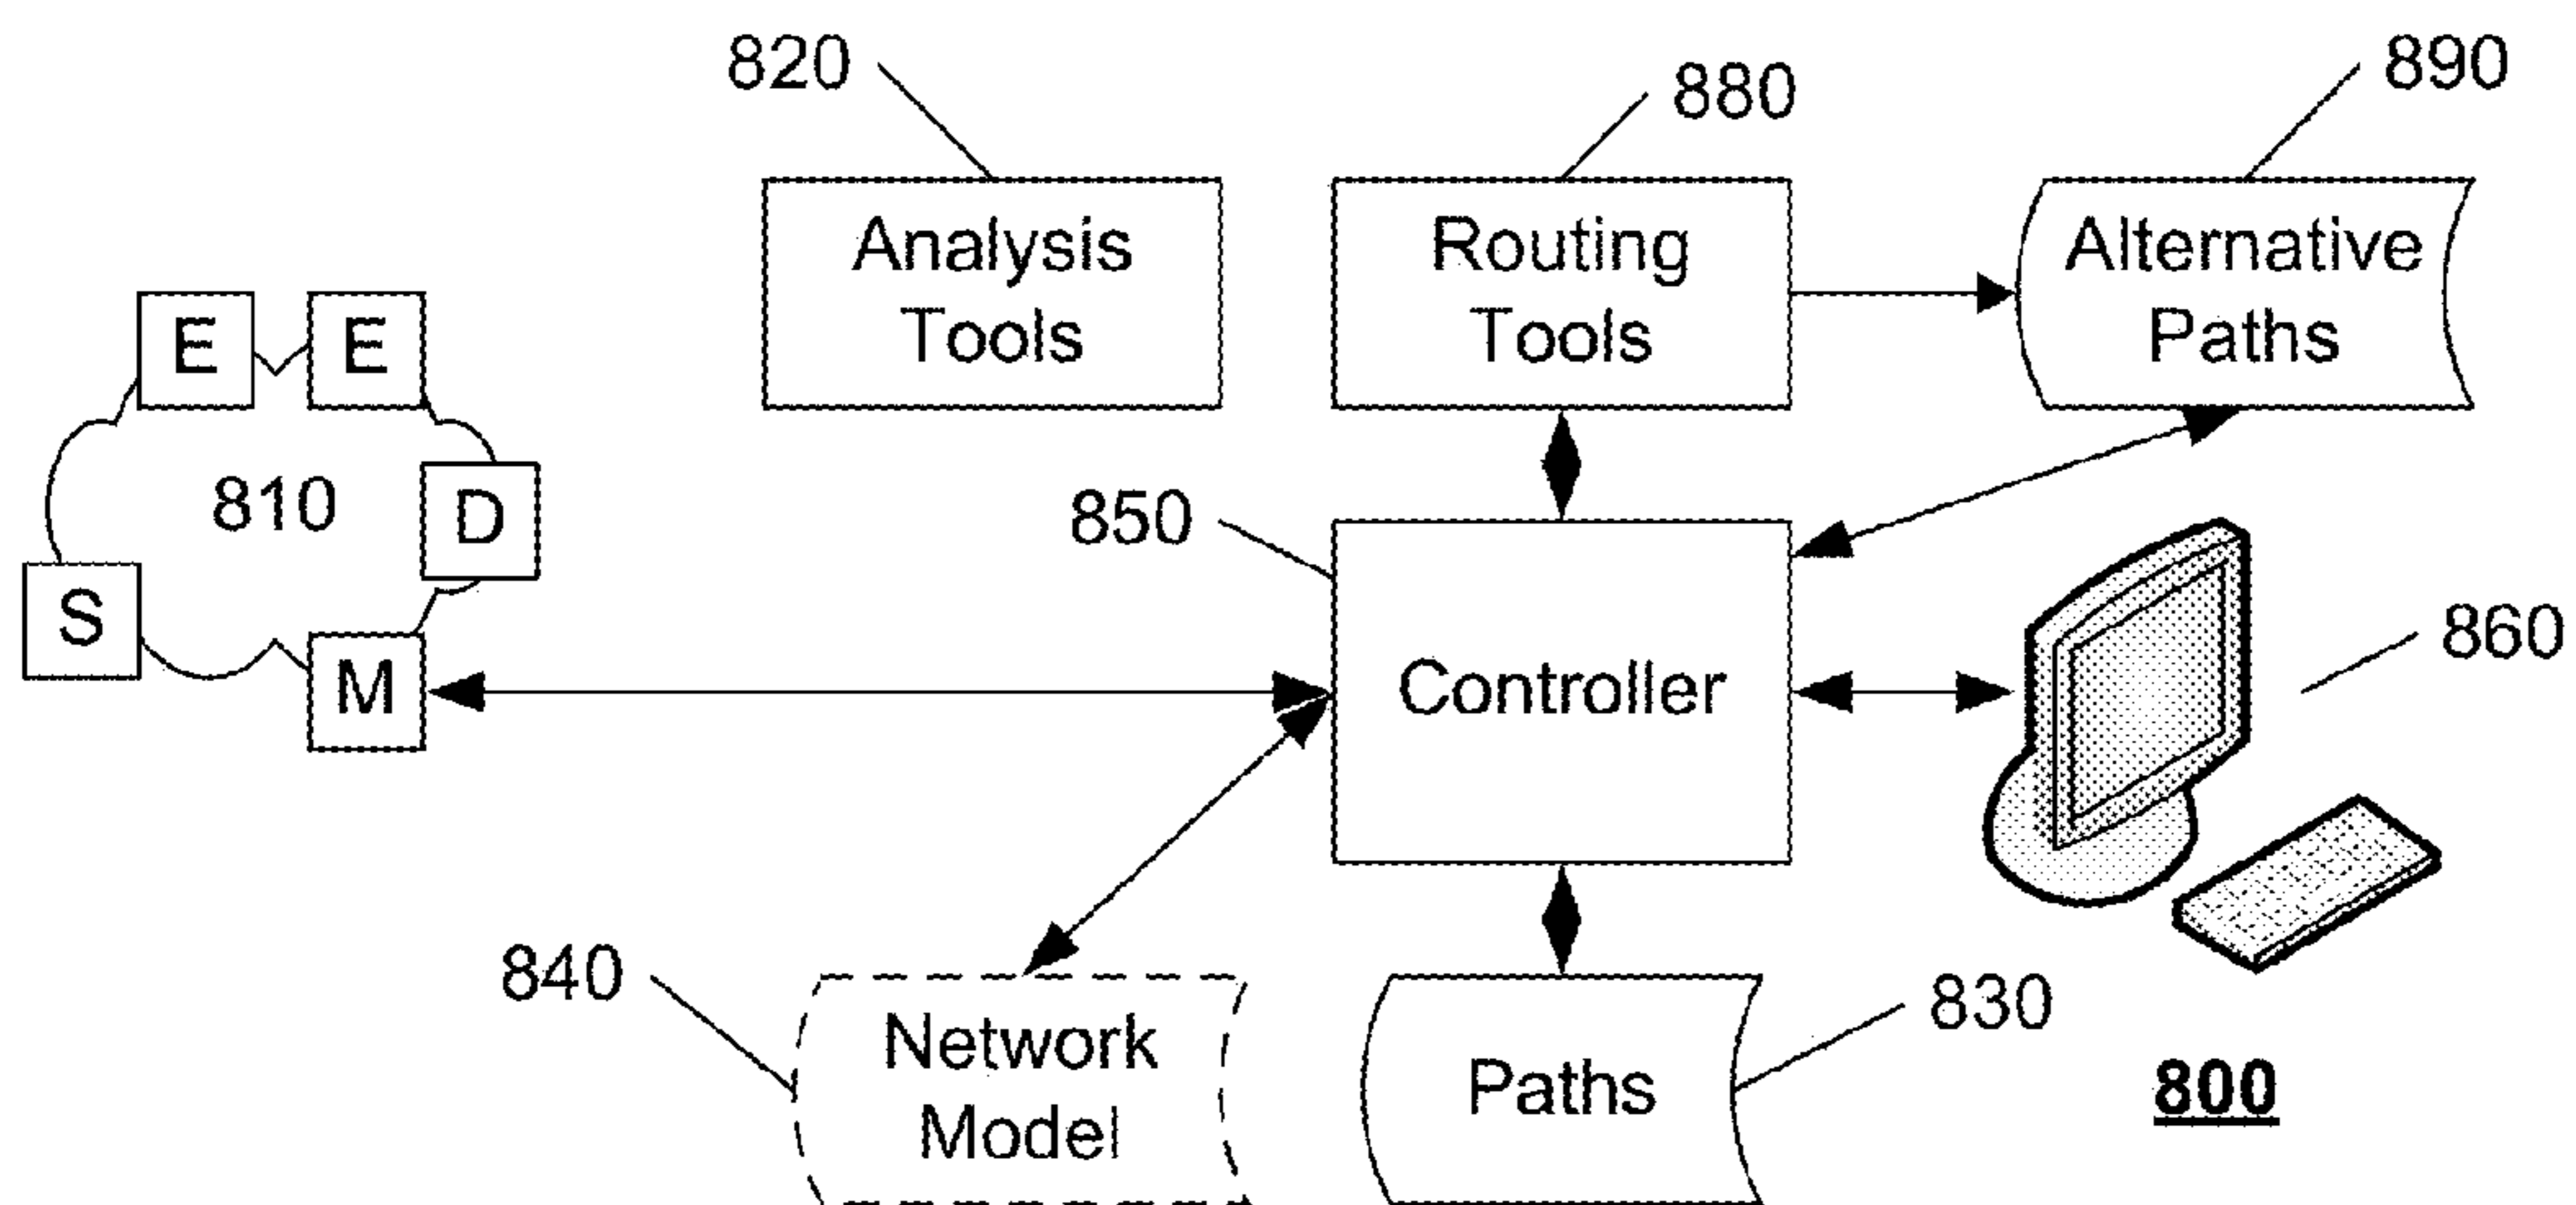 820
880
890
Analysis
Tools
Routing
Tools
Alternative
Paths
E
E
810
D
S
M
850
Controller
860
840
Network
Model
Paths
830
800